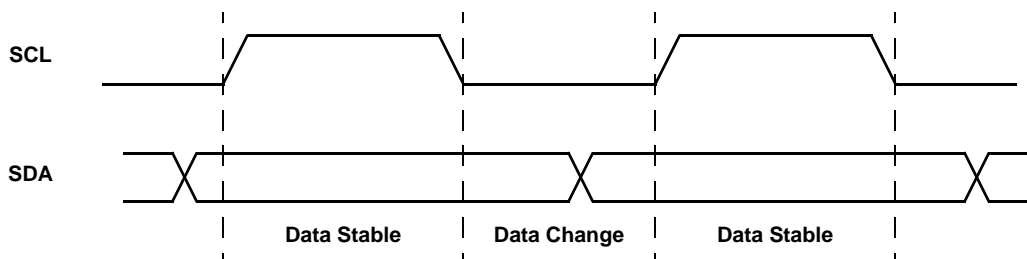 SCL
SDA
Data Stable
Data Change
Data Stable